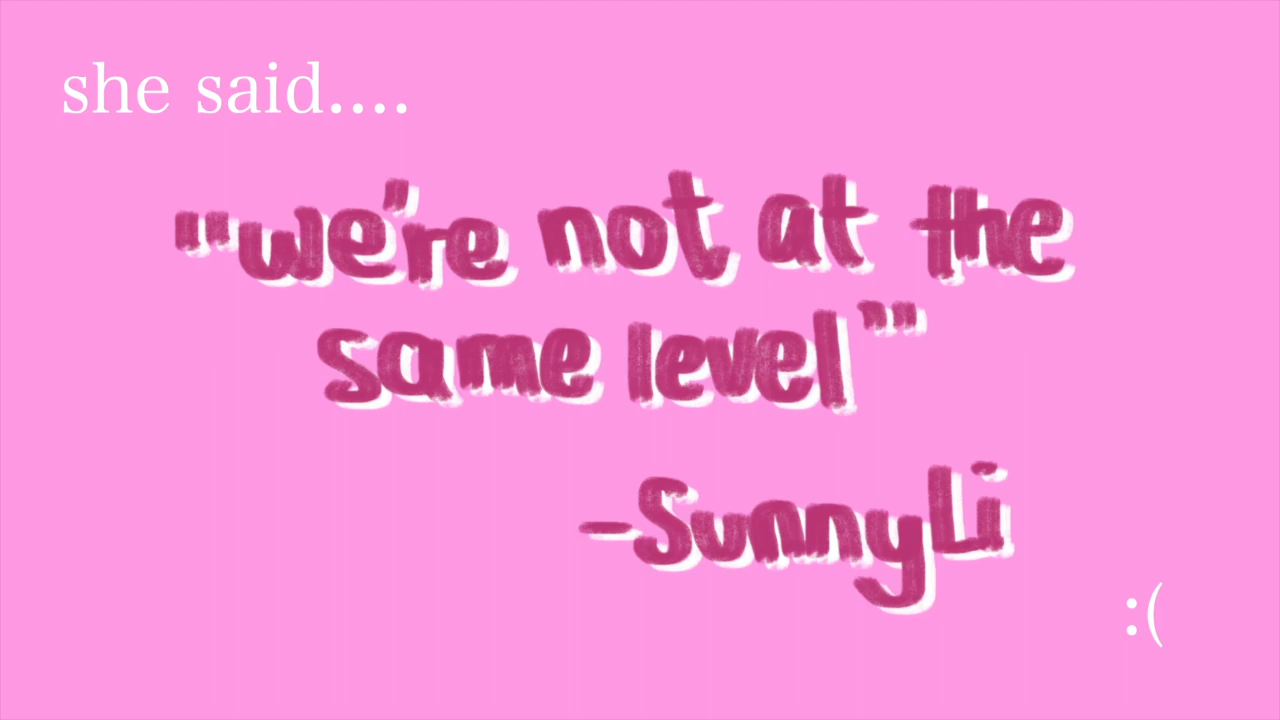 she said....
"we're not at the
same level"
-SunnyLi
:(